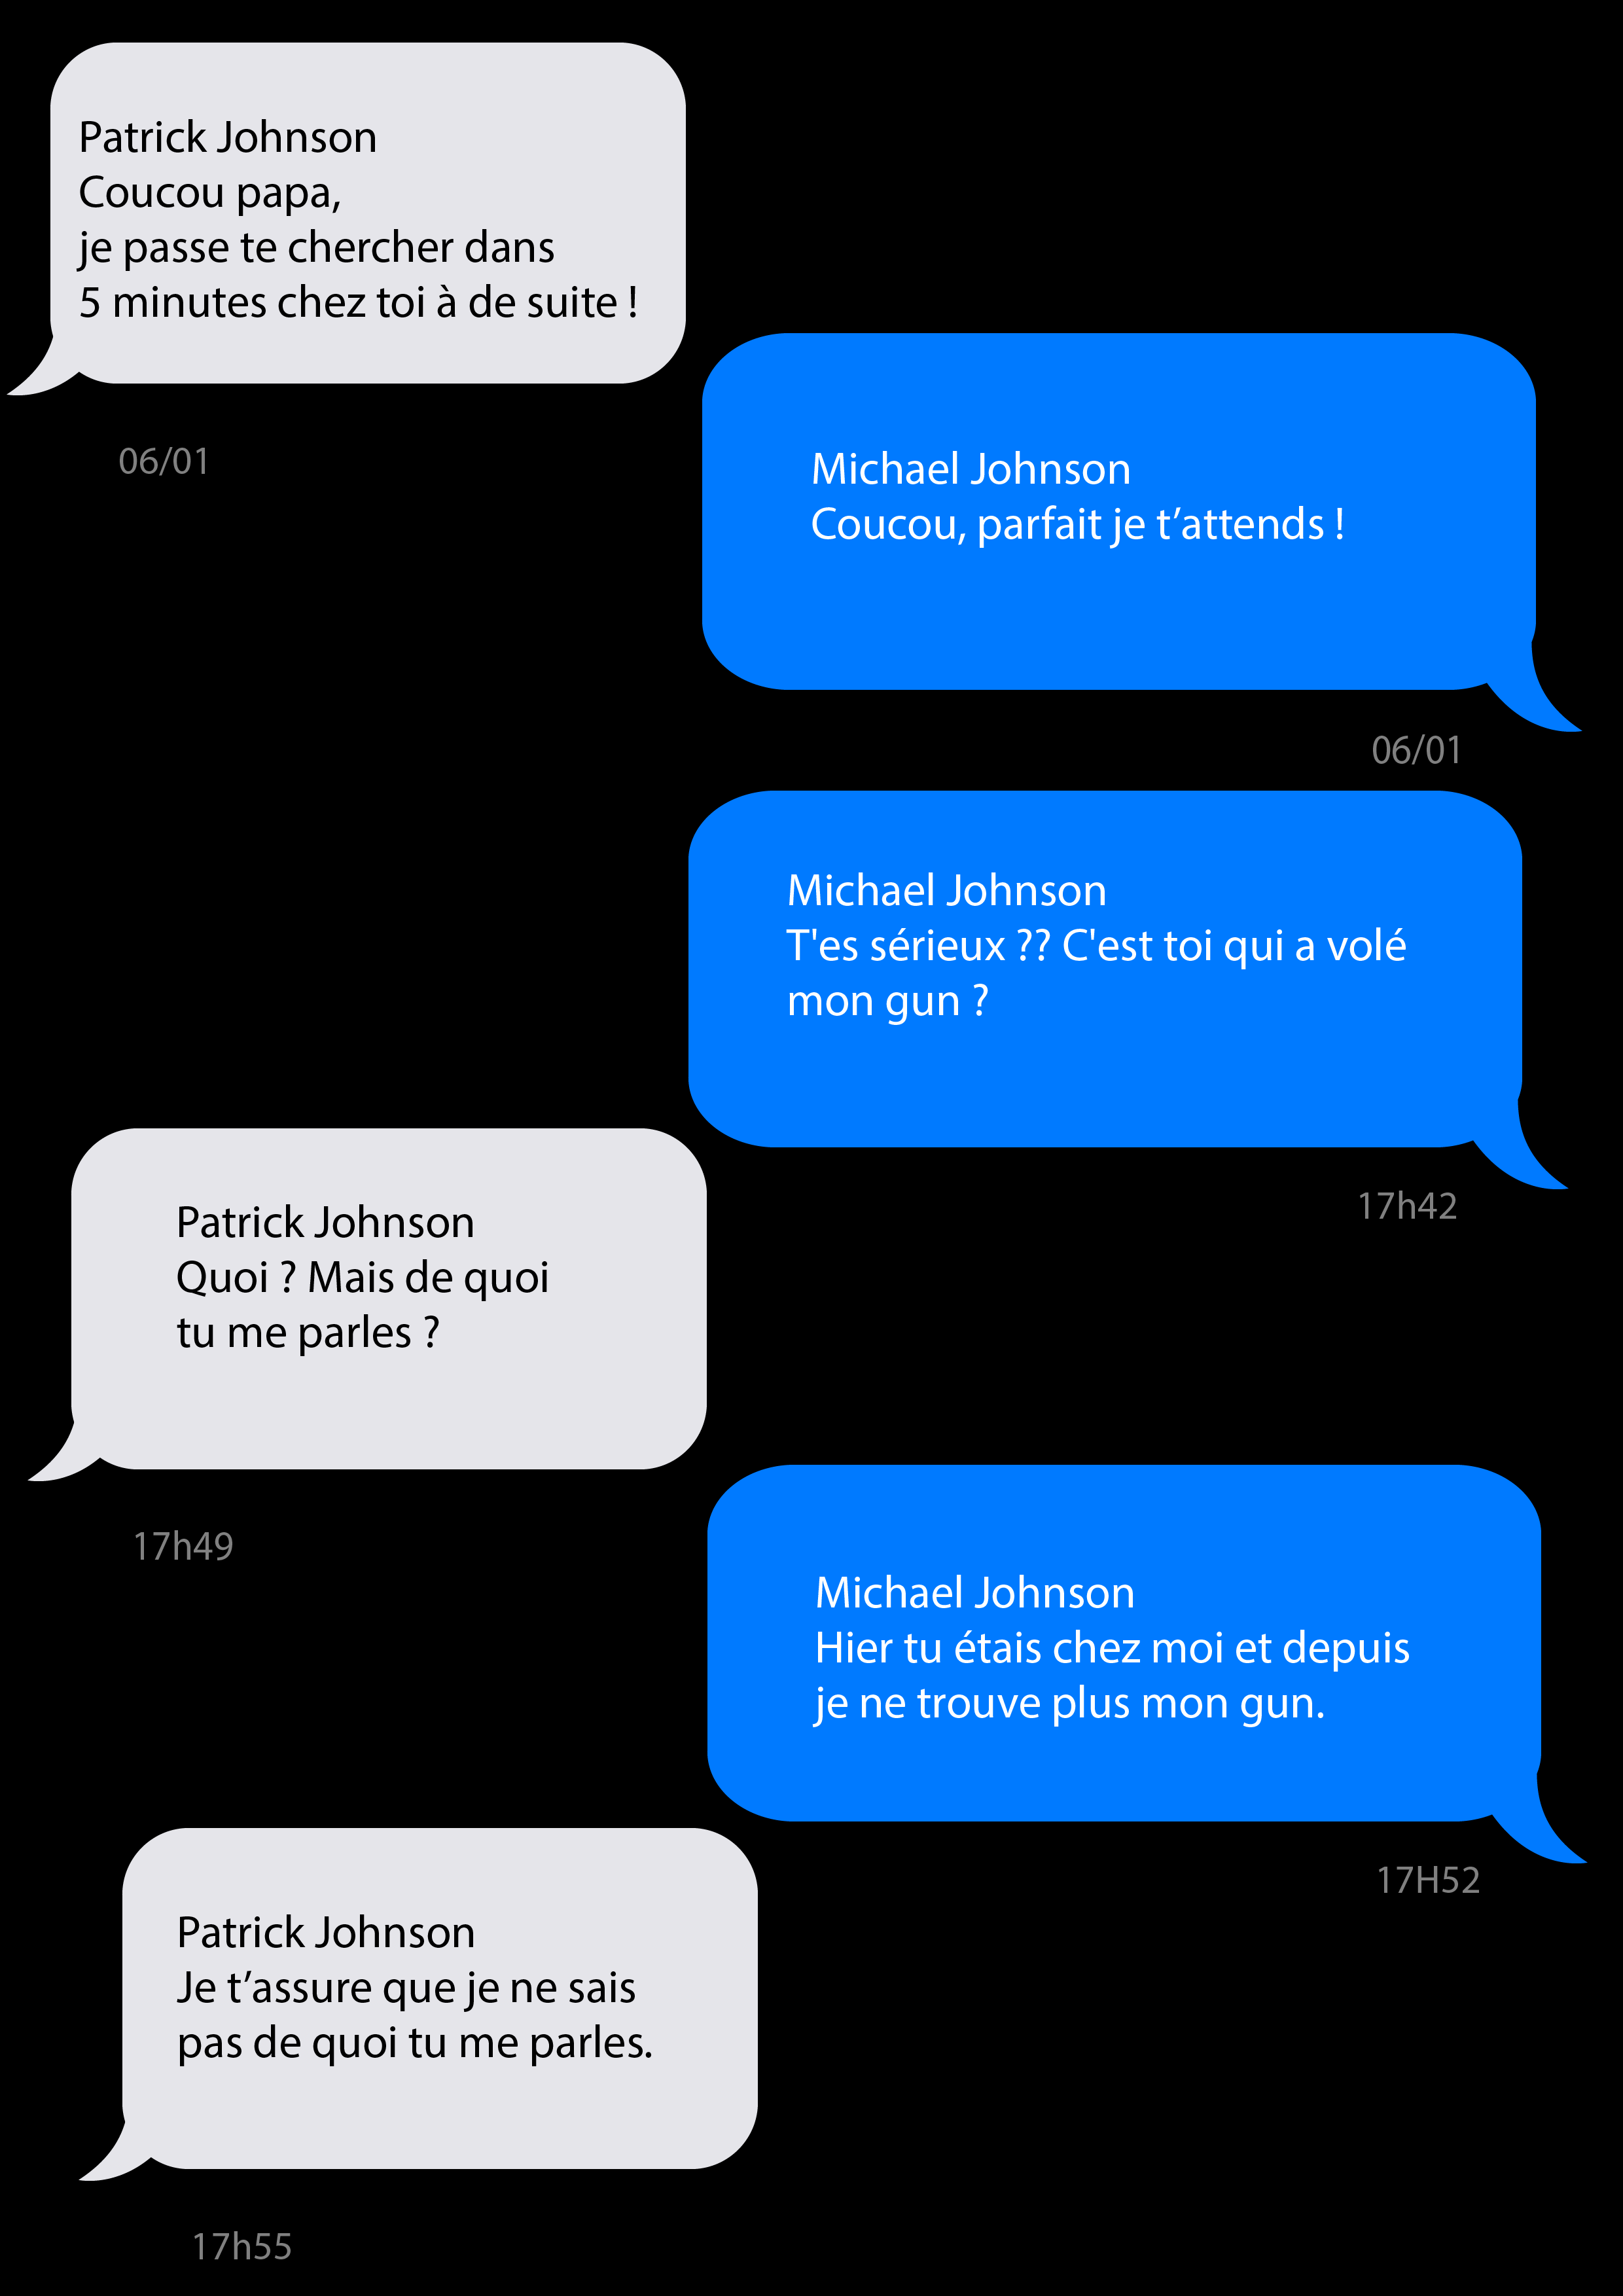 Patrick Johnson
Coucou papa,
je passe te chercher dans
5 minutes chez toi à de suite !
06/01
Michael Johnson
Coucou, parfait je t’attends !
06/01
Michael Johnson
T'es sérieux ?? C'est toi qui a volé
mon gun ?
17h42
Patrick Johnson
Quoi ? Mais de quoi
tu me parles ?
17h49
Michael Johnson
Hier tu étais chez moi et depuis
je ne trouve plus mon gun.
17H52
Patrick Johnson
Je t’assure que je ne sais
pas de quoi tu me parles.
17h55